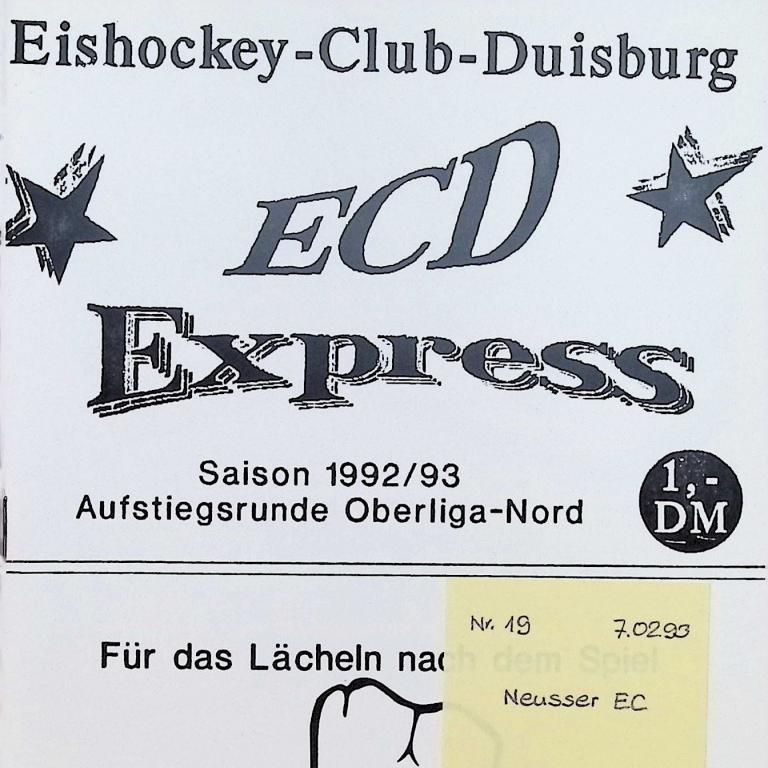 Eishockey-Club-Duisburg
ECD
Express
Saison 1992/93
Aufstiegsrunde Oberliga-Nord
1,-
DM
Nr. 19 7.02.93
Für das Lächeln nach dem Spiel
Neusser EC